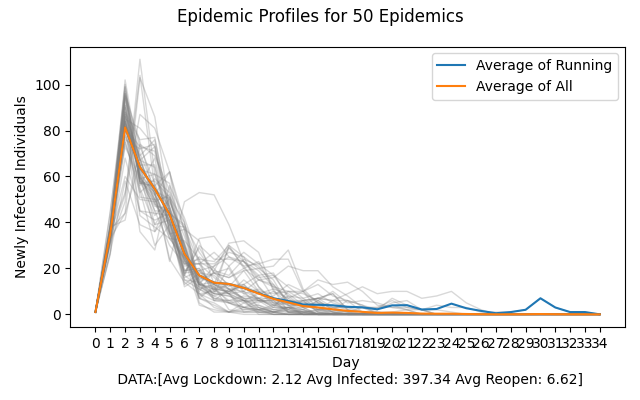 Epidemic Profiles for 50 Epidemics
Average of Running
Average of All
Newly Infected Individuals
100
80
60
40
20
0
0 1 2 3 4 5 6 7 8 9 10 11 12 13 14 15 16 17 18 19 20 21 22 23 24 25 26 27 28 29 30 31 32 33 34
Day
DATA:[Avg Lockdown: 2.12 Avg Infected: 397.34 Avg Reopen: 6.62]